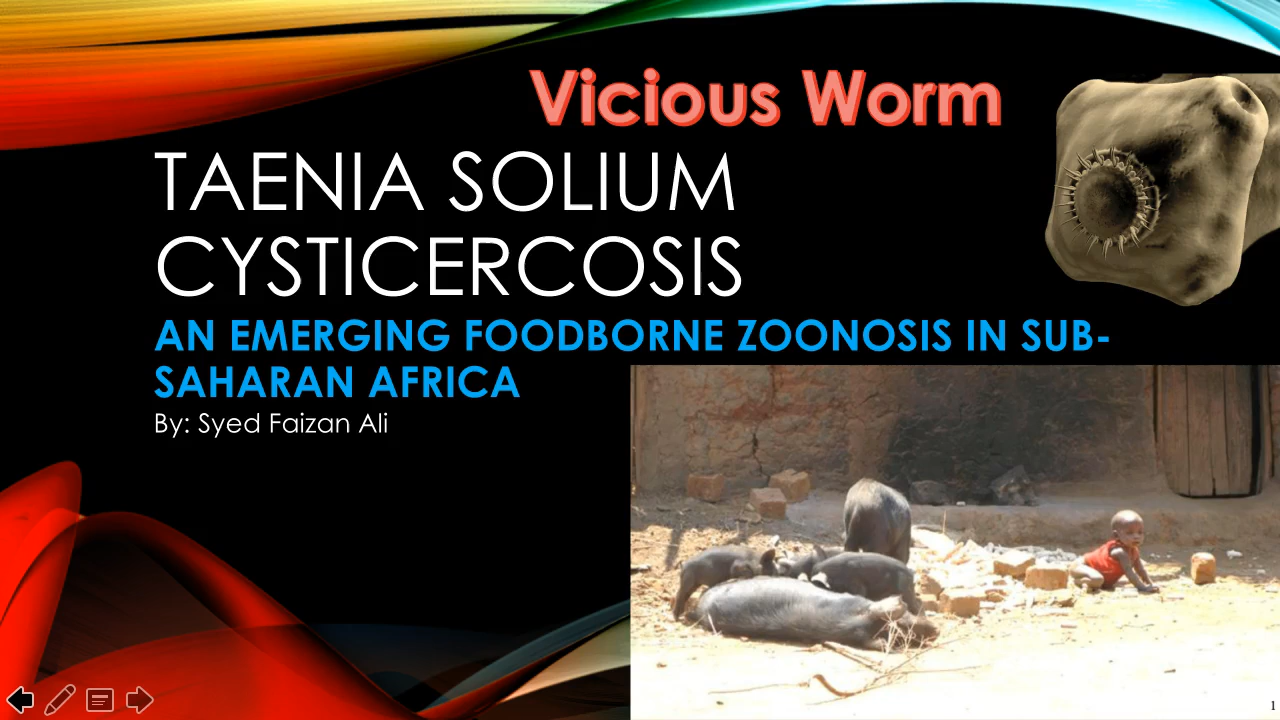 Vicious Worm
TAENIA SOLIUM
CYSTICERCOSIS
AN EMERGING FOODBORNE ZOONOSIS IN SUB-
SAHARAN AFRICA
By: Syed Faizan Ali
1